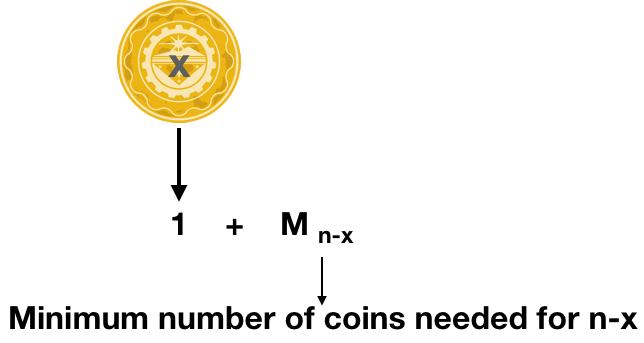 X
1 + M n-x
Minimum number of coins needed for n-x